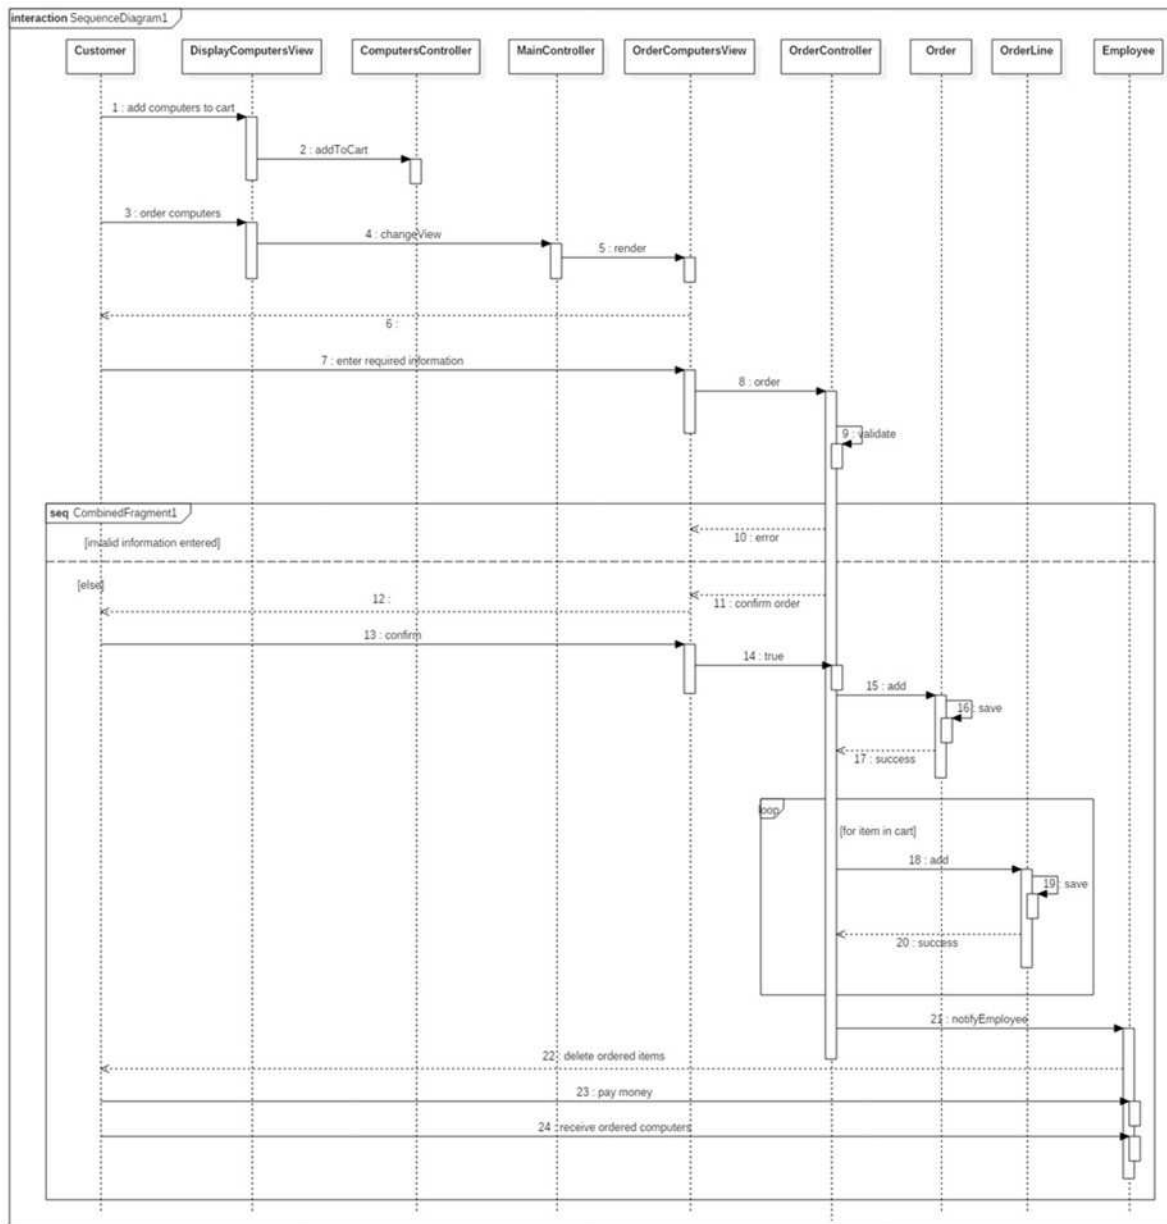 interaction SequenceDiagram1
Customer
DisplayComputersView
ComputersController
MainController
OrderComputersView
OrderController
Order
OrderLine
Employee
1 : add computers to cart
2 : addToCart
3 : order computers
4 : changeView
5 : render
6 :
7 : enter required information
8 : order
9 : validate
seq CombinedFragment1
10 : error
[invalid information entered]
[else]
11 : confirm order
12 :
13 : confirm
14 : true
15 : add
16 : save
17 : success
loop
[for item in cart]
18 : add
19 : save
20 : success
21 : notifyEmployee
22 : delete ordered items
23 : pay money
24 : receive ordered computers